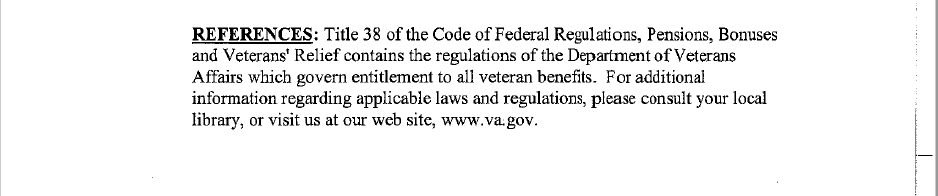 REFERENCES: Title 38 of the Code of Federal Regulations, Pensions, Bonuses
and Veterans' Relief contains the regulations of the Department of Veterans
Affairs which govern entitlement to all veteran benefits. For additional
information regarding applicable laws and regulations, please consult your local
library, or visit us at our web site, www.va.gov.